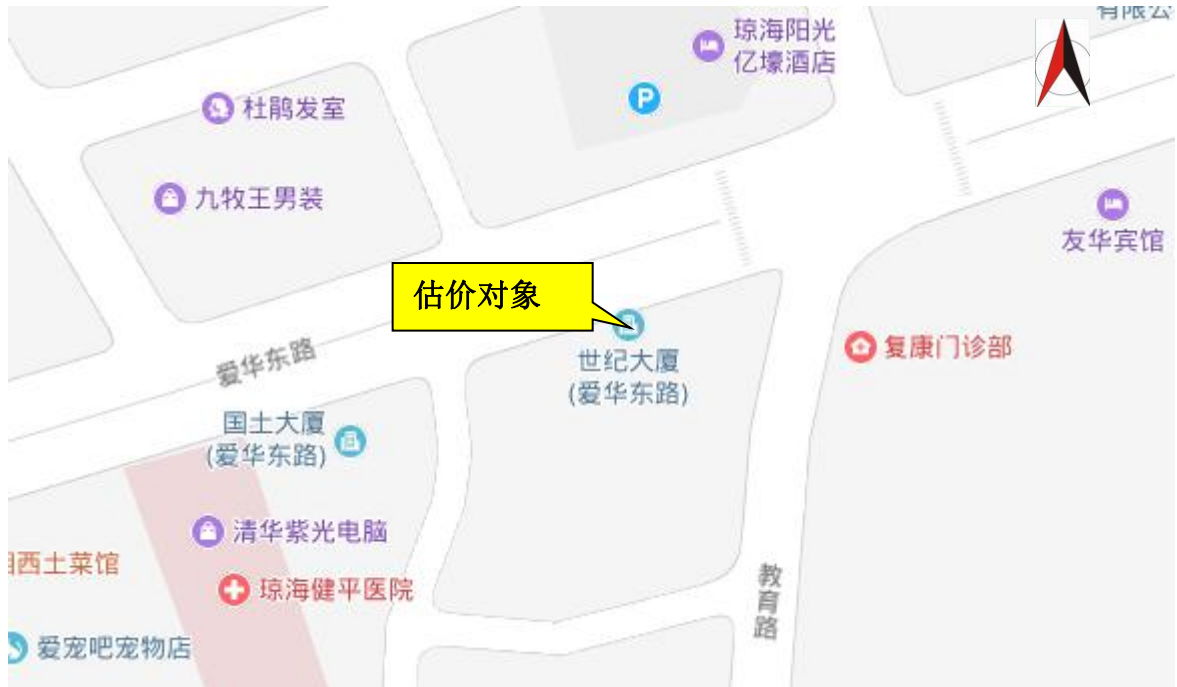 有限公
琼海阳光
亿壕酒店
P
杜鹃发室
九牧王男装
友华宾馆
估价对象
世纪大厦
(爱华东路)
复康门诊部
爱华东路
国土大厦
(爱华东路)
清华紫光电脑
西土菜馆
琼海健平医院
教育路
爱宠吧宠物店